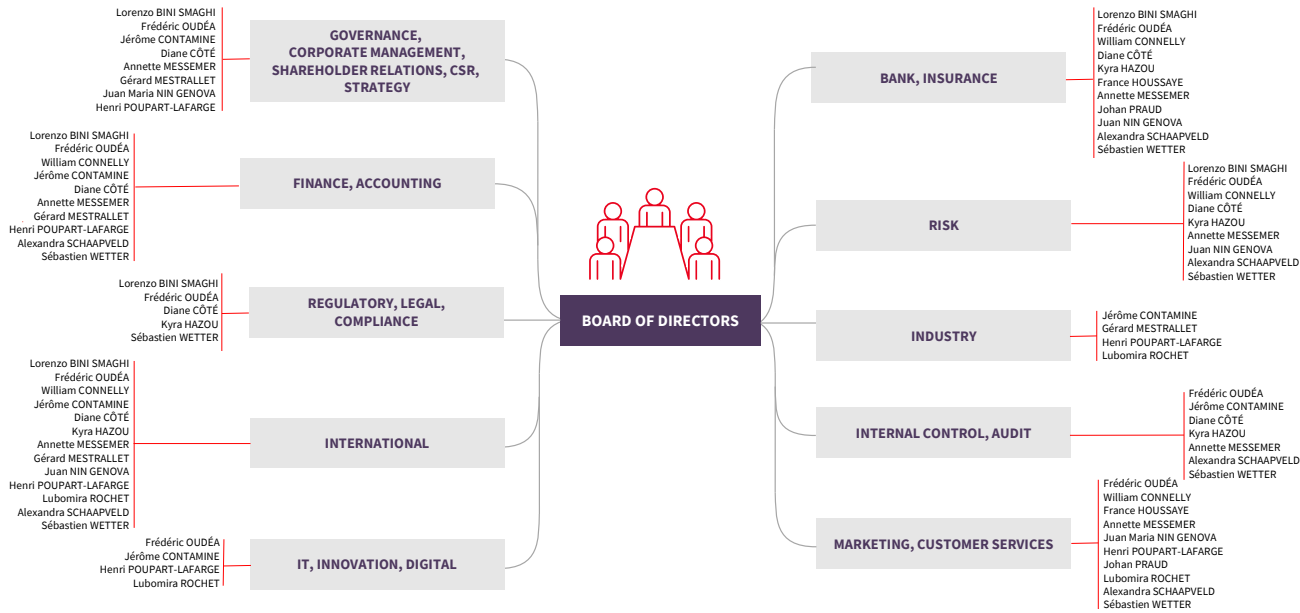 Lorenzo BINI SMAGHI
Frédéric OUDÉA
Jérôme CONTAMINE
Diane CÔTÉ
Annette MESSEMER
Gérard MESTRALLET
Juan Maria NIN GENOVA
Henri POUPART-LAFARGE
GOVERNANCE,
CORPORATE MANAGEMENT,
SHAREHOLDER RELATIONS, CSR,
STRATEGY
Lorenzo BINI SMAGHI
Frédéric OUDÉA
William CONNELLY
Jérôme CONTAMINE
Diane CÔTÉ
Annette MESSEMER
Gérard MESTRALLET
Henri POUPART-LAFARGE
Alexandra SCHAAPVELD
Sébastien WETTER
FINANCE, ACCOUNTING
Lorenzo BINI SMAGHI
Frédéric OUDÉA
Diane CÔTÉ
Kyra HAZOU
Sébastien WETTER
REGULATORY, LEGAL,
COMPLIANCE
Lorenzo BINI SMAGHI
Frédéric OUDÉA
William CONNELLY
Jérôme CONTAMINE
Diane CÔTÉ
Kyra HAZOU
Annette MESSEMER
Gérard MESTRALLET
Juan NIN GENOVA
Henri POUPART-LAFARGE
Lubomira ROCHET
Alexandra SCHAAPVELD
Sébastien WETTER
INTERNATIONAL
Frédéric OUDÉA
Jérôme CONTAMINE
Henri POUPART-LAFARGE
Lubomira ROCHET
IT, INNOVATION, DIGITAL
BOARD OF DIRECTORS
BANK, INSURANCE
Lorenzo BINI SMAGHI
Frédéric OUDÉA
William CONNELLY
Diane CÔTÉ
Kyra HAZOU
France HOUSSAYE
Annette MESSEMER
Johan PRAUD
Juan NIN GENOVA
Alexandra SCHAAPVELD
Sébastien WETTER
RISK
Lorenzo BINI SMAGHI
Frédéric OUDÉA
William CONNELLY
Diane CÔTÉ
Kyra HAZOU
Annette MESSEMER
Juan NIN GENOVA
Alexandra SCHAAPVELD
Sébastien WETTER
INDUSTRY
Jérôme CONTAMINE
Gérard MESTRALLET
Henri POUPART-LAFARGE
Lubomira ROCHET
INTERNAL CONTROL, AUDIT
Frédéric OUDÉA
Jérôme CONTAMINE
Diane CÔTÉ
Kyra HAZOU
Annette MESSEMER
Alexandra SCHAAPVELD
Sébastien WETTER
MARKETING, CUSTOMER SERVICES
Frédéric OUDÉA
William CONNELLY
France HOUSSAYE
Annette MESSEMER
Juan Maria NIN GENOVA
Henri POUPART-LAFARGE
Johan PRAUD
Lubomira ROCHET
Alexandra SCHAAPVELD
Sébastien WETTER